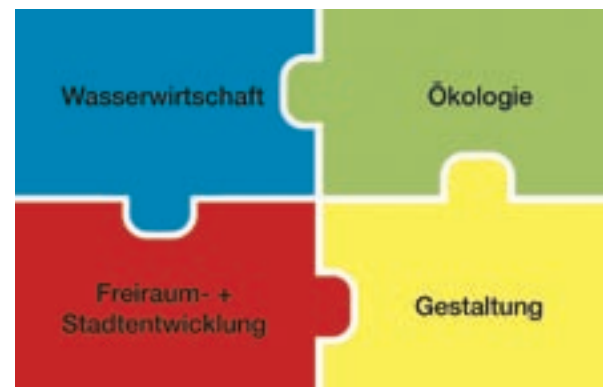 Wasserwirtschaft
Ökologie
Freiraum- +
Stadtentwicklung
Gestaltung